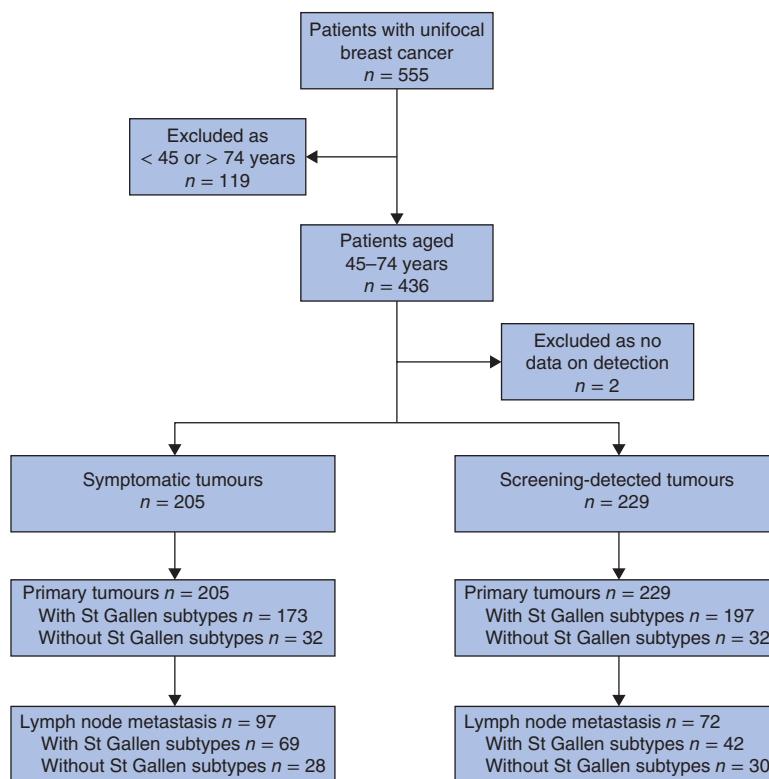 Patients with unifocal
breast cancer
n = 555
Excluded as
< 45 or > 74 years
n = 119
Patients aged
45–74 years
n = 436
Excluded as no
data on detection
n = 2
Symptomatic tumours
n = 205
Screening-detected tumours
n = 229
Primary tumours n = 205
With St Gallen subtypes n = 173
Without St Gallen subtypes n = 32
Primary tumours n = 229
With St Gallen subtypes n = 197
Without St Gallen subtypes n = 32
Lymph node metastasis n = 97
With St Gallen subtypes n = 69
Without St Gallen subtypes n = 28
Lymph node metastasis n = 72
With St Gallen subtypes n = 42
Without St Gallen subtypes n = 30